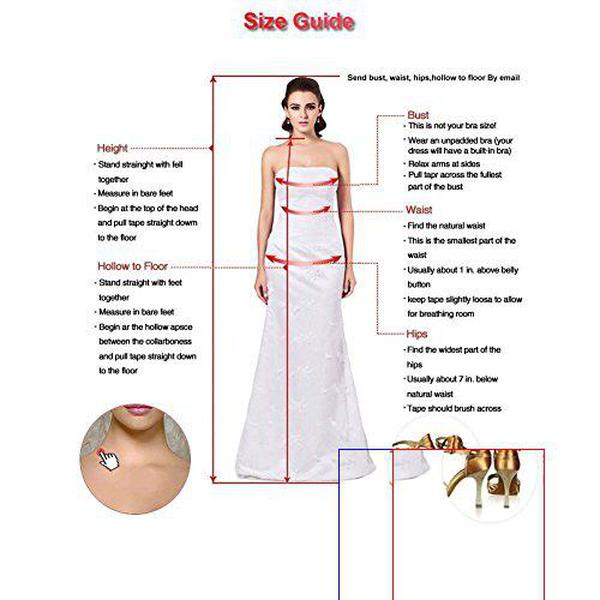 Size Guide
Send bust, waist, hips,hollow to floor By email
Height
• Stand strainght with fell
together
• Measure in bare feet
• Begin at the top of the head
and pull tape straight down
to the floor
Hollow to Floor
• Stand straight with feet
together
• Measure in bare feet
• Begin ar the hollow apsce
between the collarboness
and pull tape straight down
to the floor
Bust
• This is not your bra size!
• Wear an unpadded bra (your
dress will have a built-in bra)
• Relax arms at sides
• Pull tapr across the fullest
part of the bust
Waist
• Find the natural waist
• This is the smallest part of the
waist
• Usually about 1 in. above belly
button
• keep tape slightly loosa to allow
for breathing room
Hips
• Find the widest part of the
hips
• Usually about 7 in. below
natural waist
• Tape should brush across